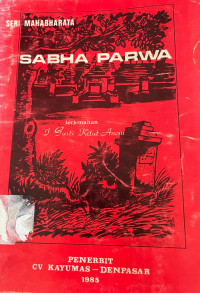 SERI MAHABHARATA
SABHA PARWA
terjemahan
I Gusti Ketut Anom
PENERBIT
CV KAYUMAS — DENPASAR
1985